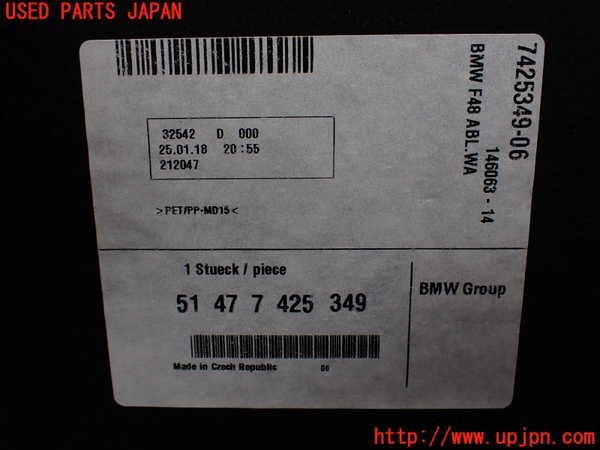 USED PARTS JAPAN
7425349-06
146063 - 14
BMW F48 ABL.WA
32542 D 000
25.01.18 20:55
212047
>PET/PP-MD15<
1 Stueck / piece
51 47 7 425 349
BMW Group
Made in Czech Republic 06
http://www.upjpn.com